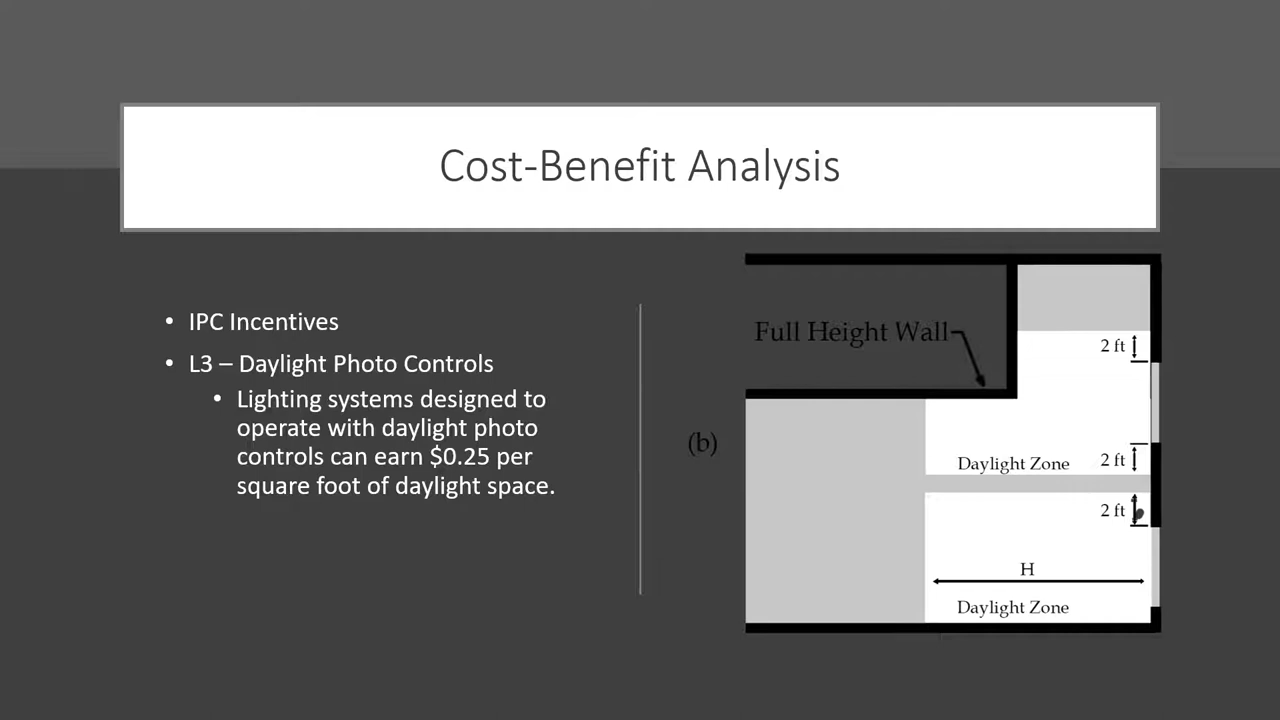 Cost-Benefit Analysis
• IPC Incentives
• L3 – Daylight Photo Controls
• Lighting systems designed to
operate with daylight photo
controls can earn $0.25 per
square foot of daylight space.
Full Height Wall
2 ft
(b)
Daylight Zone
2 ft
2 ft
H
Daylight Zone